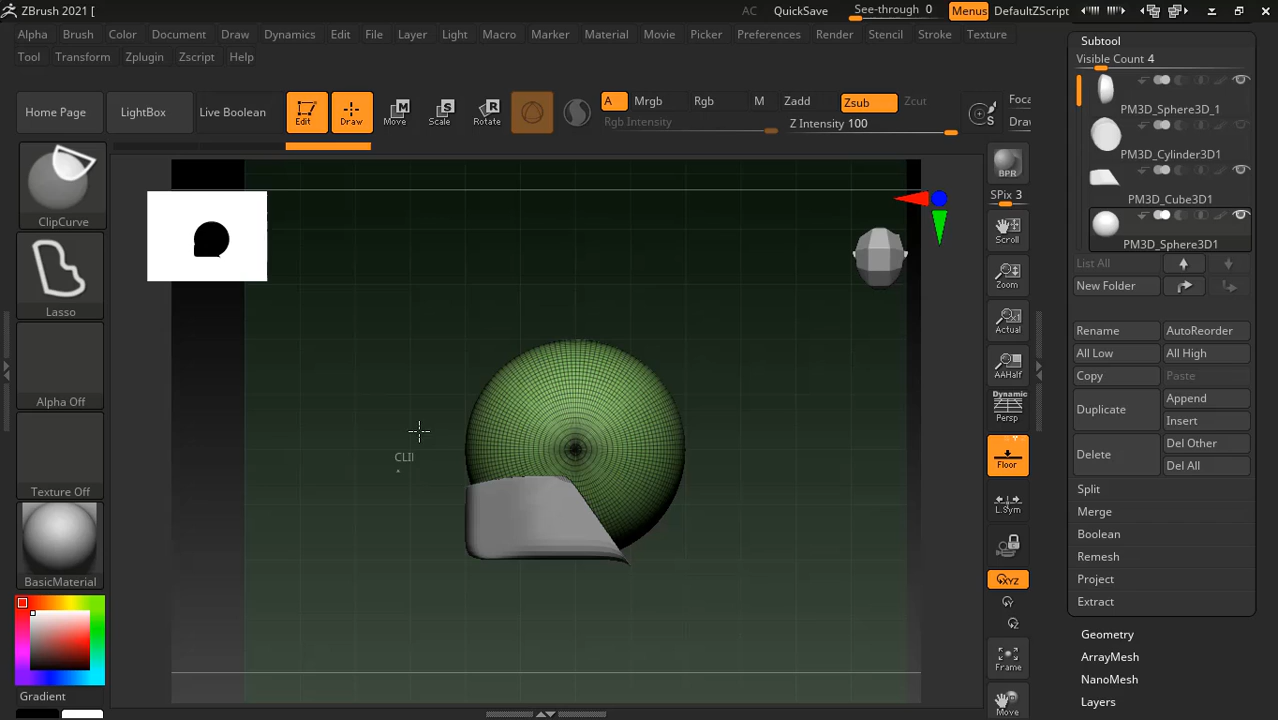 ZBrush 2021 [
AC QuickSave See-through 0 Menus DefaultZScript
Alpha Brush Color Document Draw Dynamics Edit File Layer Light Macro Marker Material Movie Picker Preferences Render Stencil Stroke Texture
Tool Transform Zplugin Zscript Help
Home Page LightBox Live Boolean Edit Draw Move Scale Rotate
A Mrgb Rgb M Zadd Zsub Zcut
Rgb Intensity Z Intensity 100
S Foca
Draw
ClipCurve
Lasso
Alpha Off
Texture Off
BasicMaterial
Gradient
CLII
BPR
SPix 3
Scroll
Zoom
Actual
AAHalf
Dynamic
Persp
Floor
L.Sym
XYZ
Y
Z
Frame
Move
Subtool
Visible Count 4
PM3D_Sphere3D_1
PM3D_Cylinder3D1
PM3D_Cube3D1
PM3D_Sphere3D1
List All
New Folder
Rename AutoReorder
All Low All High
Copy Paste
Duplicate Append
Insert
Delete Del Other
Del All
Split
Merge
Boolean
Remesh
Project
Extract
Geometry
ArrayMesh
NanoMesh
Layers